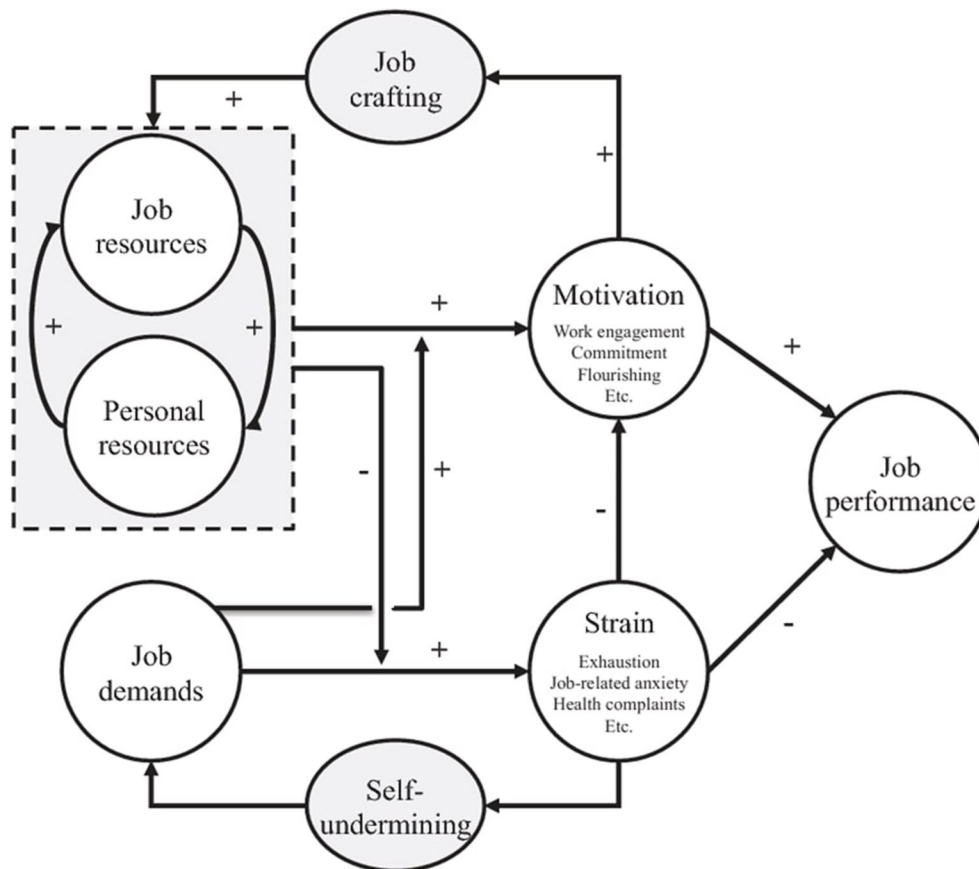 Job
crafting
+
+
Job
resources
+
+
Personal
resources
+
Motivation
Work engagement
Commitment
Flourishing
Etc.
+
-
+
-
Job
performance
Job
demands
+
Strain
Exhaustion
Job-related anxiety
Health complaints
Etc.
-
Self-
undermining